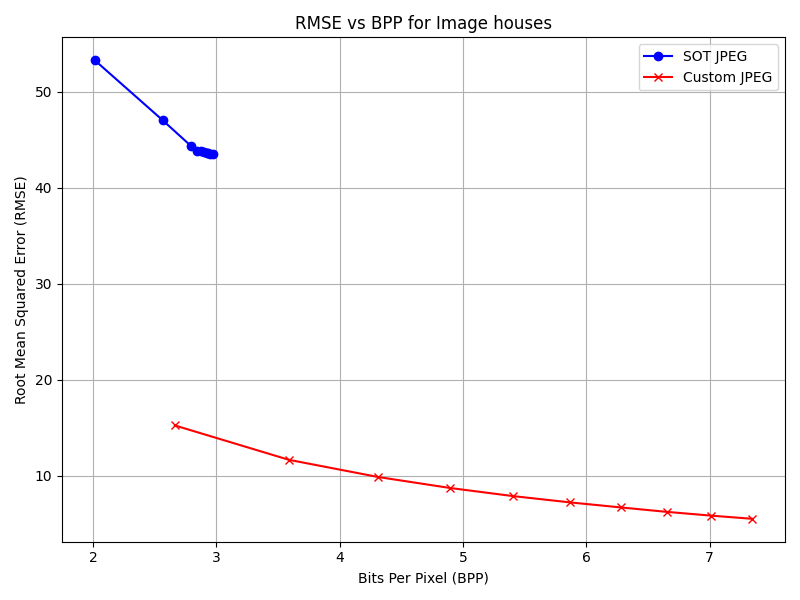 RMSE vs BPP for Image houses
SOT JPEG
Custom JPEG
Root Mean Squared Error (RMSE)
50
40
30
20
10
2 3 4 5 6 7
Bits Per Pixel (BPP)